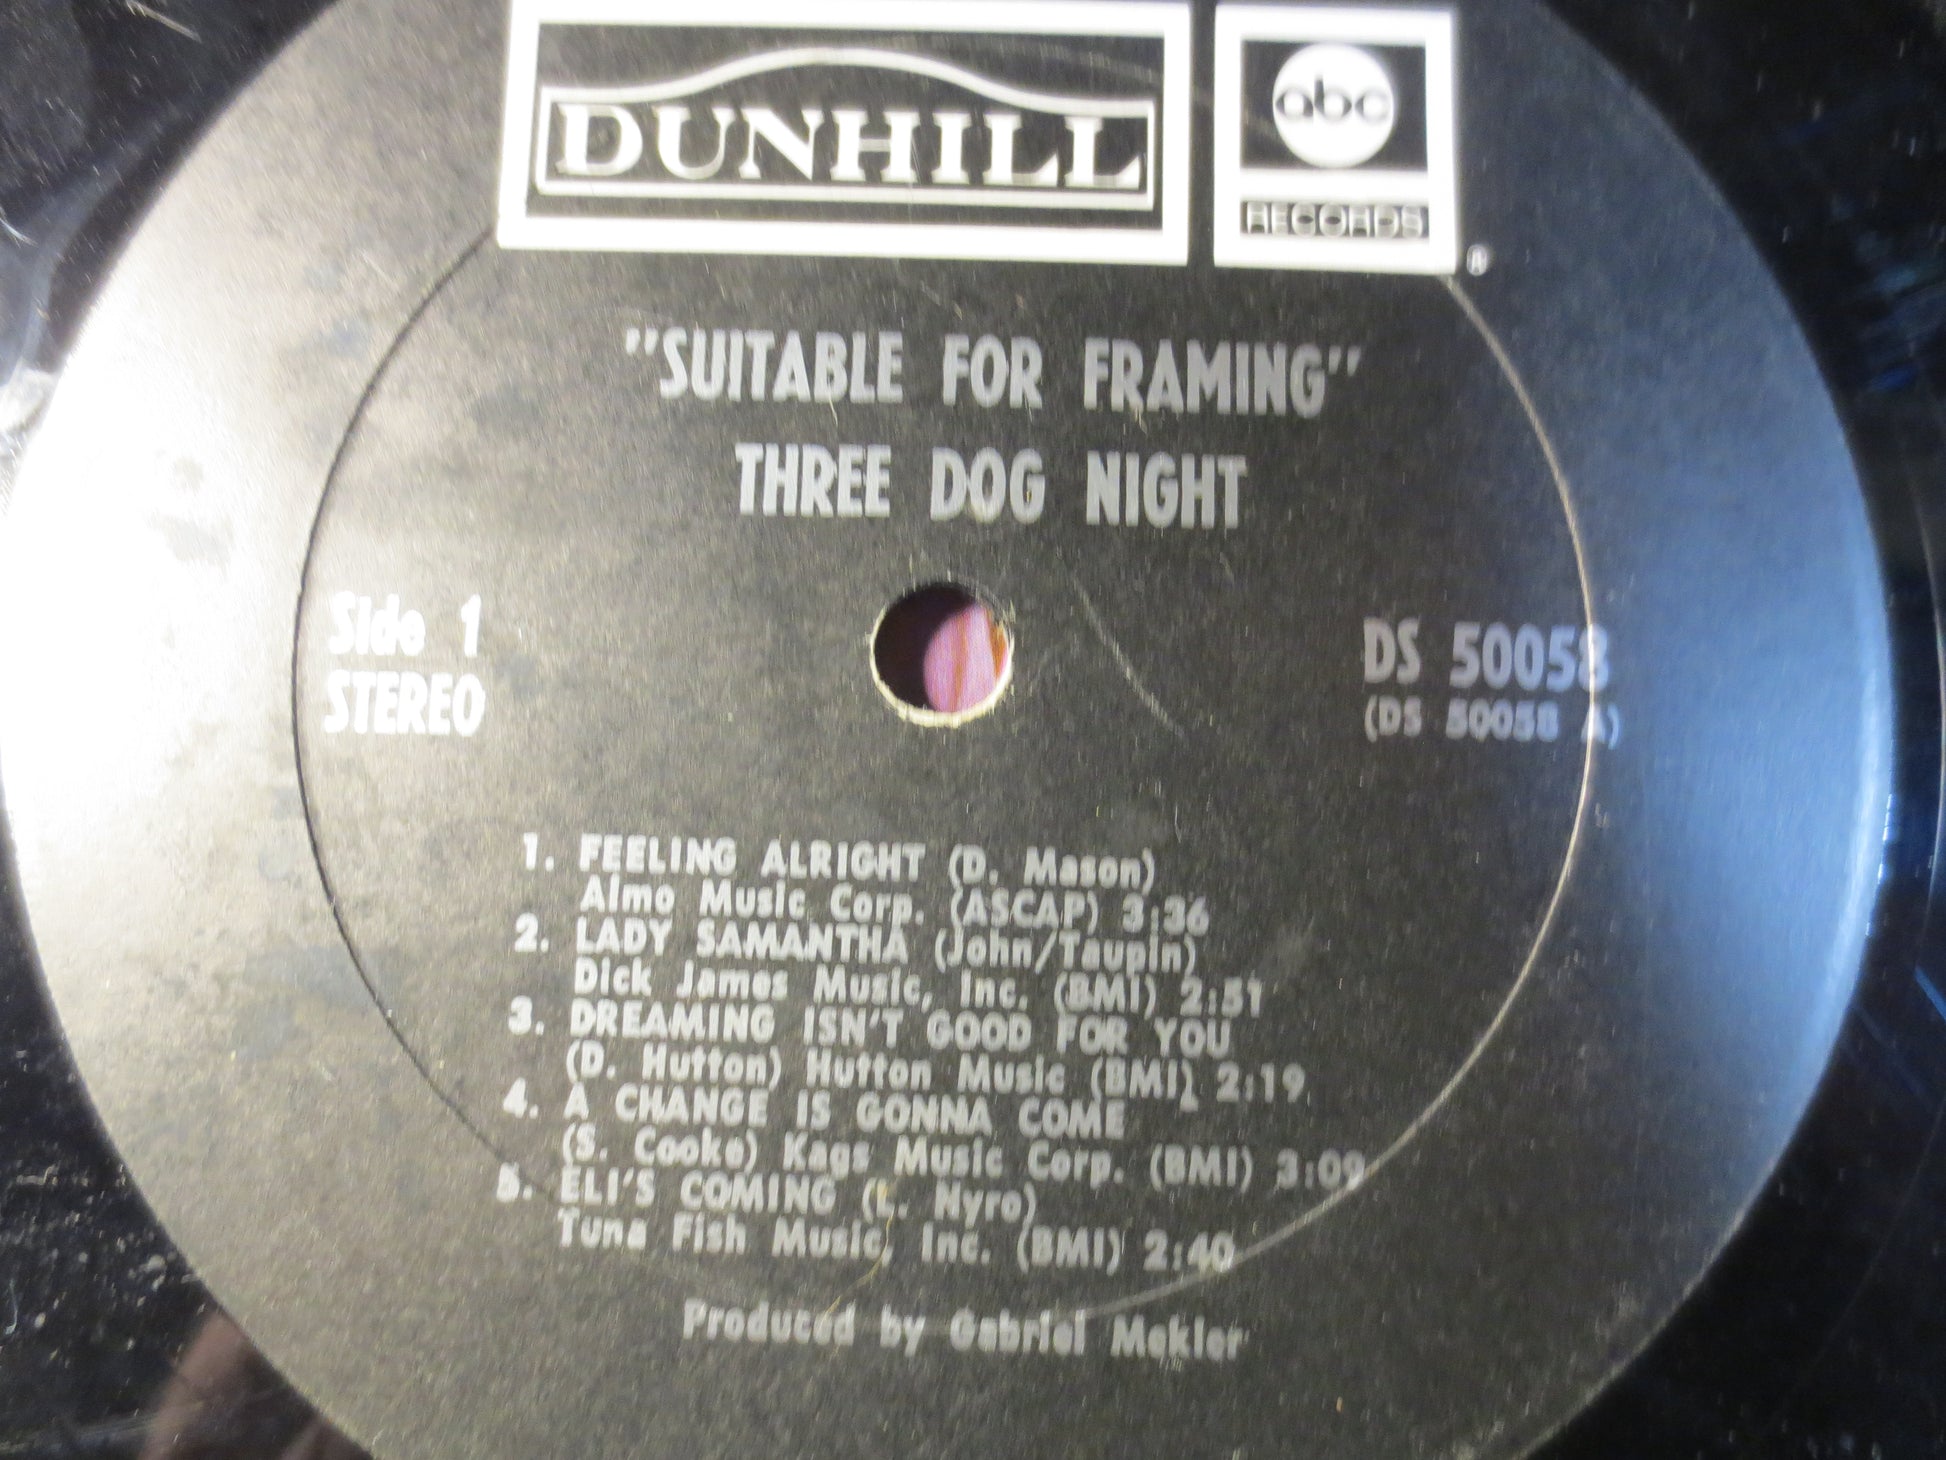 DUNHILL
abc
RECORDS
®
"SUITABLE FOR FRAMING"
THREE DOG NIGHT
Side 1
STEREO
DS 50058
(DS 50058 A)
1. FEELING ALRIGHT (D. Mason)
Almo Music Corp. (ASCAP) 3:36
2. LADY SAMANTHA (John/Taupin)
Dick James Music, Inc. (BMI) 2:51
3. DREAMING ISN'T GOOD FOR YOU
(D. Hutton) Hutton Music (BMI) 2:19
4. A CHANGE IS GONNA COME
(S. Cooke) Kags Music Corp. (BMI) 3:09
5. ELI'S COMING (L. Nyro)
Tuna Fish Music, Inc. (BMI) 2:40
Produced by Gabriel Mekler